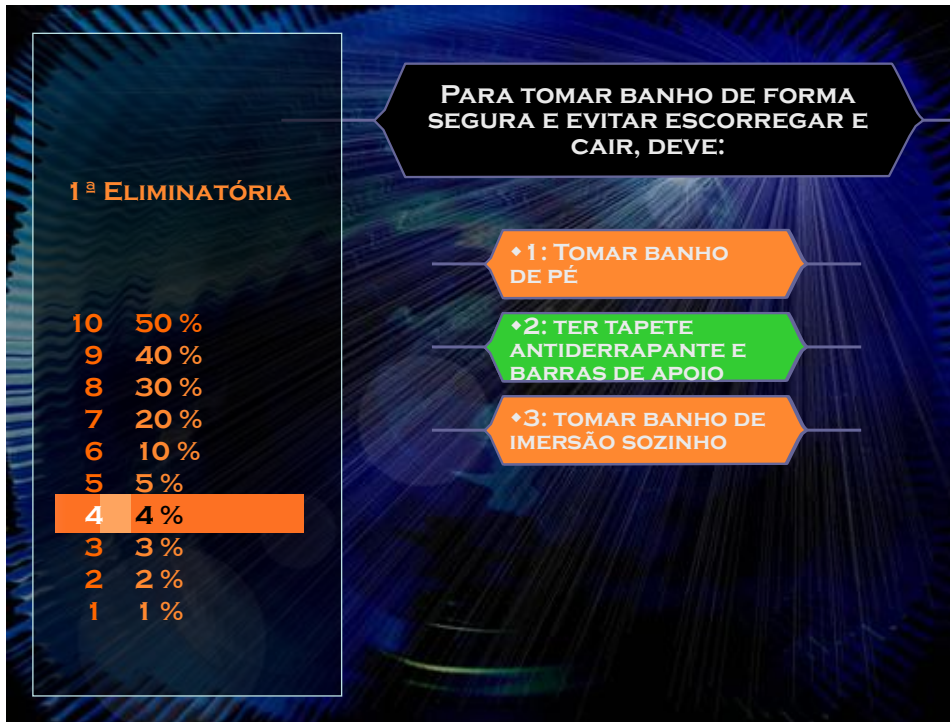 1ª Eliminatória
10 50 %
9 40 %
8 30 %
7 20 %
6 10 %
5 5 %
4 4 %
3 3 %
2 2 %
1 1 %
Para tomar banho de forma
segura e evitar escorregar e
cair, deve:
◆1: Tomar banho
de pé
◆2: ter tapete
antiderrapante e
barras de apoio
◆3: tomar banho de
imersão sozinho